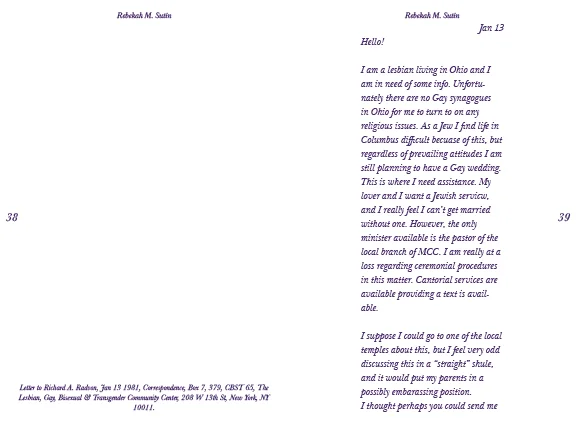 Rebekah M. Sutin
38
Letter to Richard A. Radvon, Jan 13 1981, Correspondence, Box 7, 379, CBST 65, The
Lesbian, Gay, Bisexual & Transgender Community Center, 208 W 13th St, New York, NY
10011.
Rebekah M. Sutin
Jan 13
Hello!
I am a lesbian living in Ohio and I
am in need of some info. Unfortu-
nately there are no Gay synagogues
in Ohio for me to turn to on any
religious issues. As a Jew I find life in
Columbus difficult becuase of this, but
regardless of prevailing attitudes I am
still planning to have a Gay wedding.
This is where I need assistance. My
lover and I want a Jewish servicw,
and I really feel I can't get married
without one. However, the only
minister available is the pastor of the
local branch of MCC. I am really at a
loss regarding ceremonial procedures
in this matter. Cantorial services are
available providing a text is avail-
able.
I suppose I could go to one of the local
temples about this, but I feel very odd
discussing this in a "straight" shule,
and it would put my parents in a
possibly embarassing position.
I thought perhaps you could send me
39